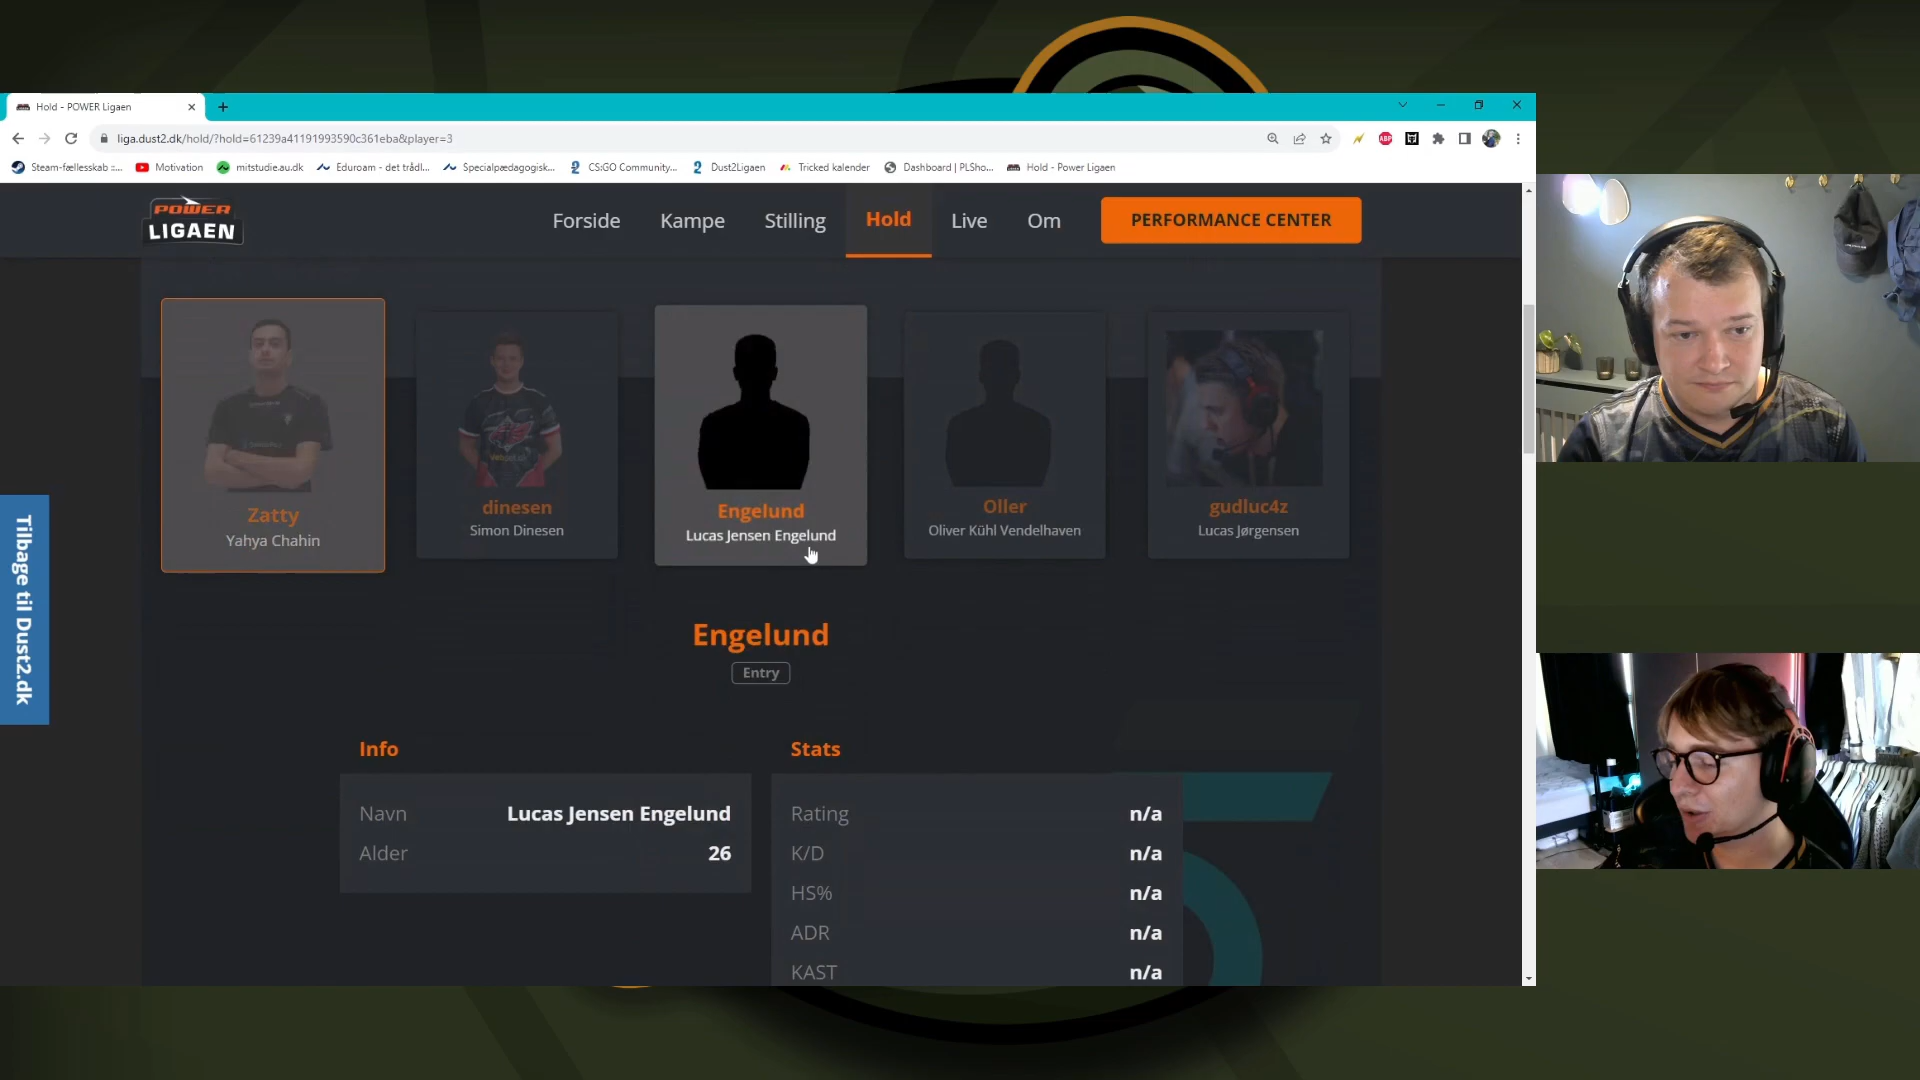 Hold - POWER Ligaen
liga.dust2.dk/hold/?hold=61239a41191993590c361eba&player=3
Steam-fællesskab ::... Motivation mitstudie.au.dk Eduroam - det trådl... Specialpædagogisk... CS:GO Community... Dust2Ligaen Tricked kalender Dashboard | PLSho... Hold - Power Ligaen
POWER
LIGAEN
Forside Kampe Stilling Hold Live Om PERFORMANCE CENTER
Zatty
Yahya Chahin
dinesen
Simon Dinesen
Engelund
Lucas Jensen Engelund
Oller
Oliver Kühl Vendelhaven
gudluc4z
Lucas Jørgensen
Tilbage til Dust2.dk
Engelund
Entry
Info
Navn Lucas Jensen Engelund
Alder 26
Stats
Rating n/a
K/D n/a
HS% n/a
ADR n/a
KAST n/a
ABP